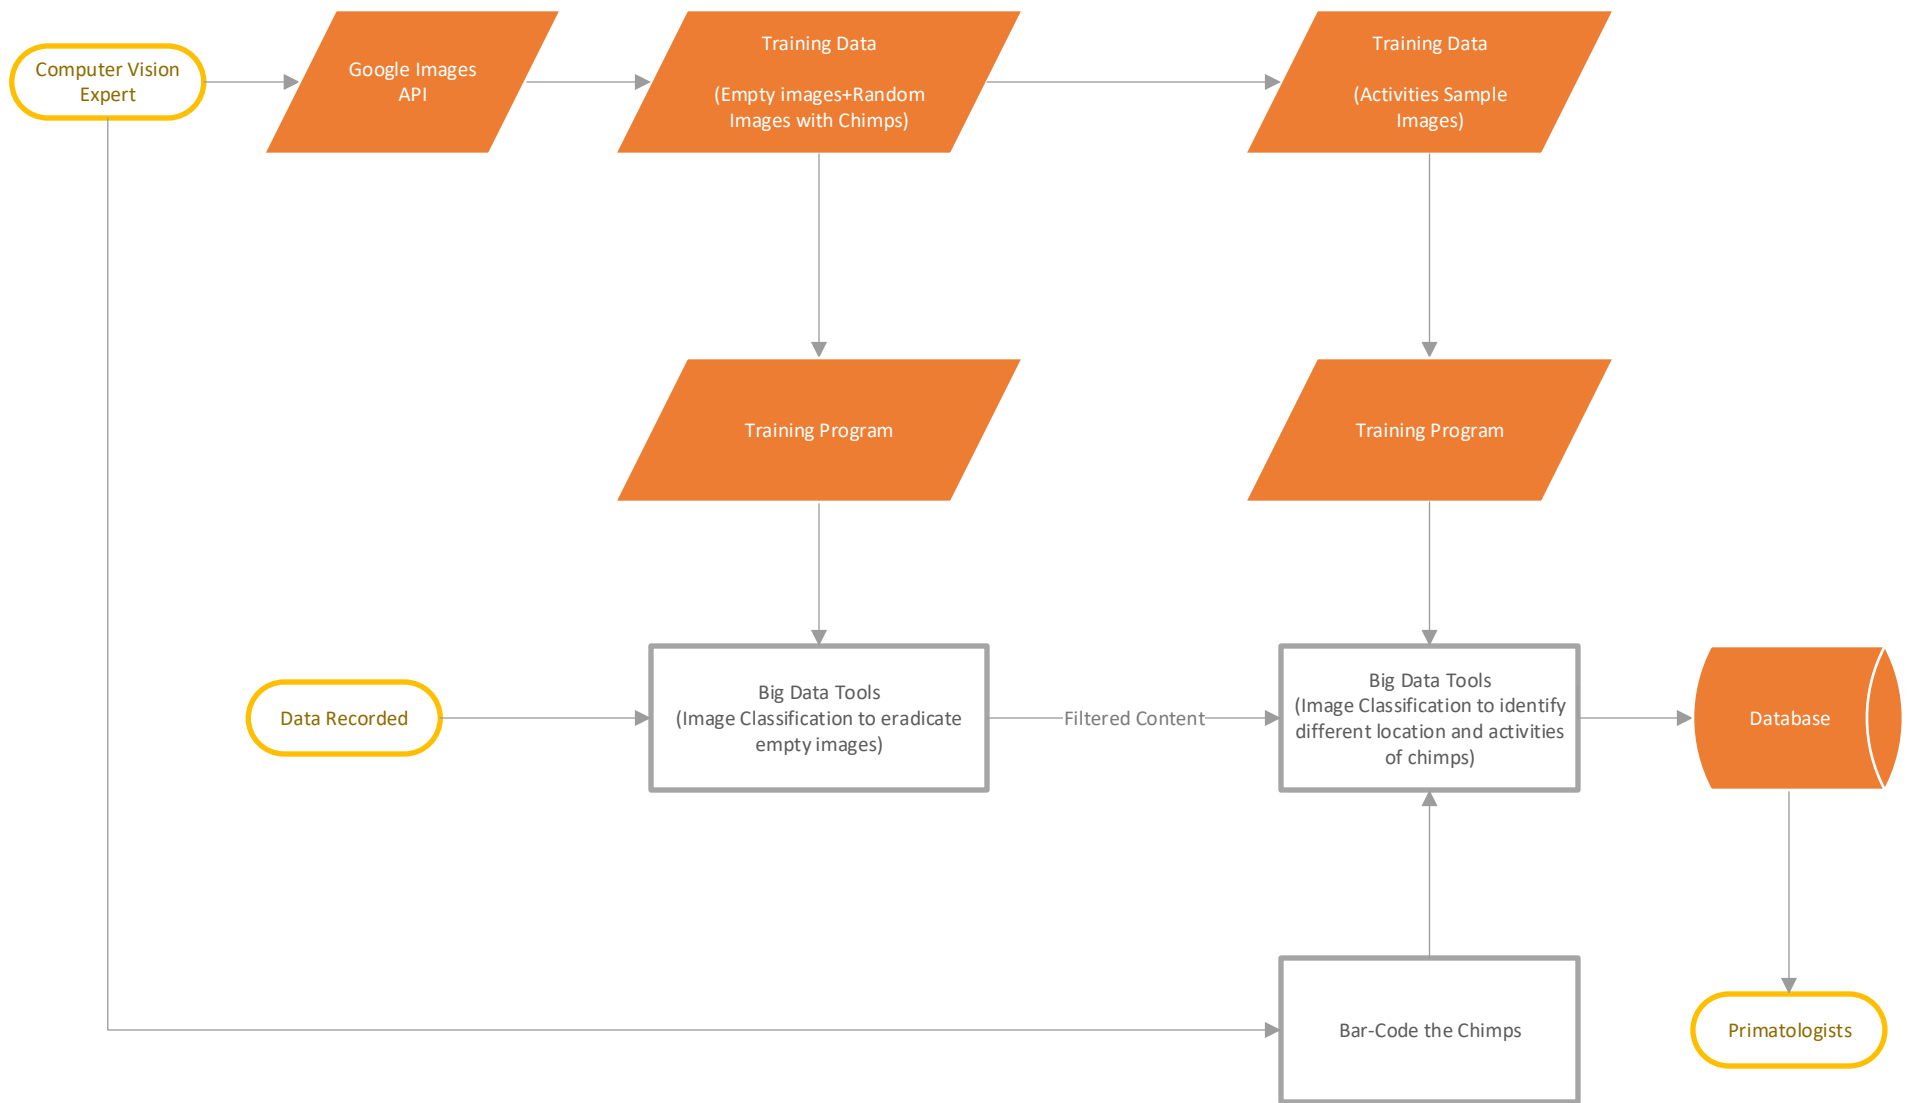 Computer Vision
Expert
Google Images
API
Training Data
(Empty images+Random
Images with Chimps)
Training Data
(Activities Sample
Images)
Training Program
Training Program
Data Recorded
Big Data Tools
(Image Classification to eradicate
empty images)
Filtered Content
Big Data Tools
(Image Classification to identify
different location and activities
of chimps)
Database
Bar-Code the Chimps
Primatologists